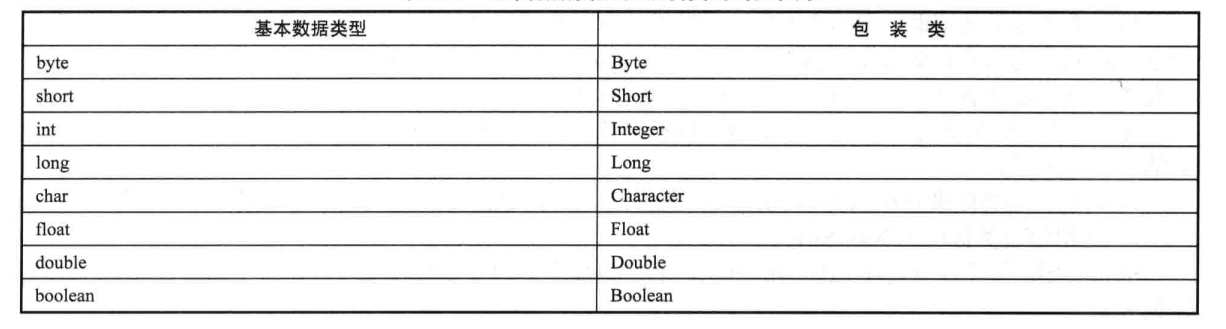 基本数据类型 包 装 类
byte Byte
short Short
int Integer
long Long
char Character
float Float
double Double
boolean Boolean